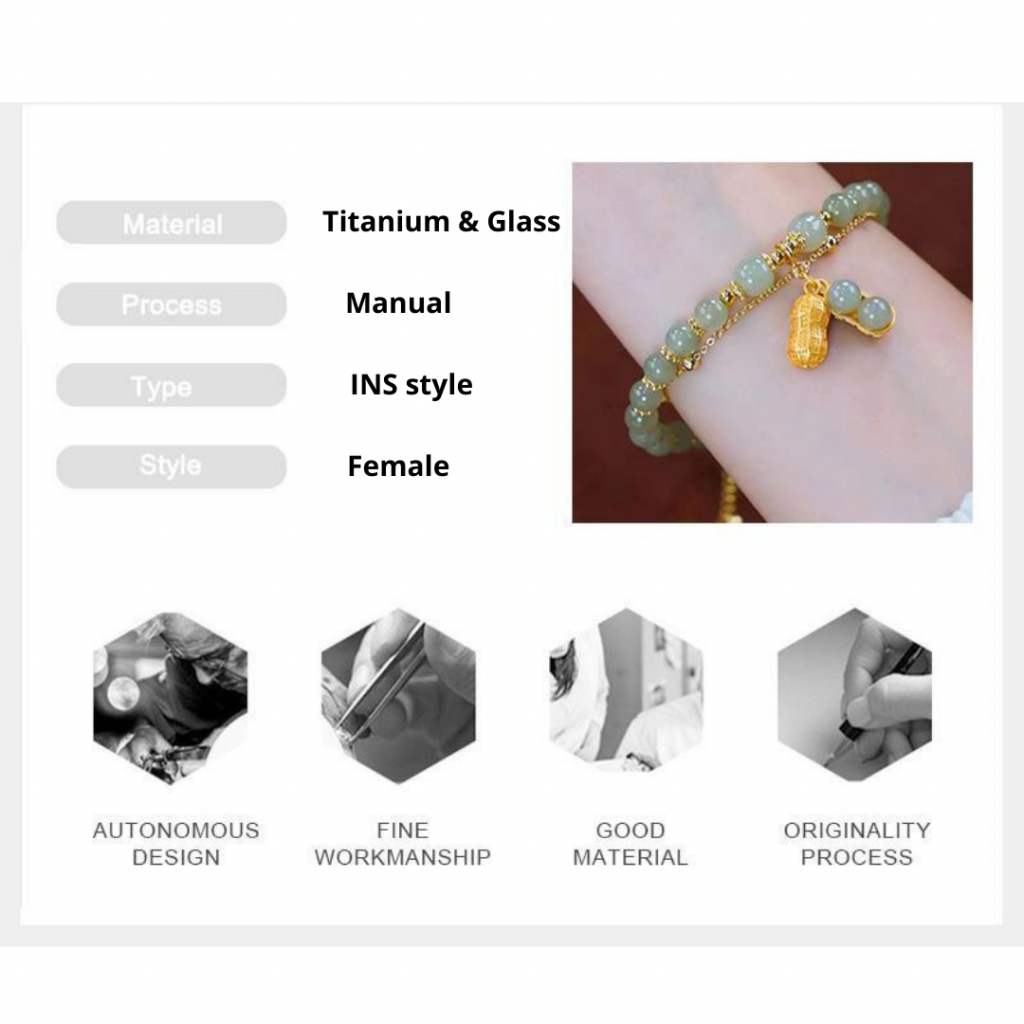 Material Titanium & Glass
Process Manual
Type INS style
Style Female
AUTONOMOUS DESIGN
FINE WORKMANSHIP
GOOD MATERIAL
ORIGINALITY PROCESS